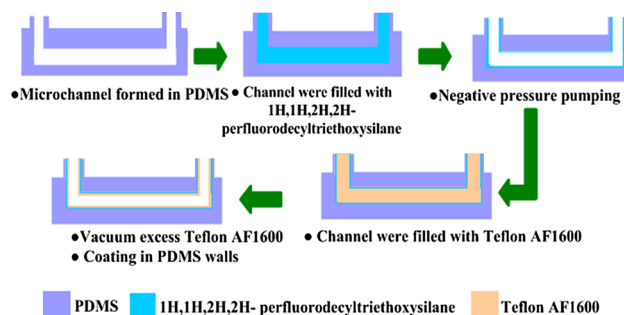 ●Microchannel formed in PDMS
● Channel were filled with
1H,1H,2H,2H-
perfluorodecyltriethoxysilane
●Negative pressure pumping
●Vacuum excess Teflon AF1600
● Coating in PDMS walls
● Channel were filled with Teflon AF1600
PDMS
1H,1H,2H,2H- perfluorodecyltriethoxysilane
Teflon AF1600